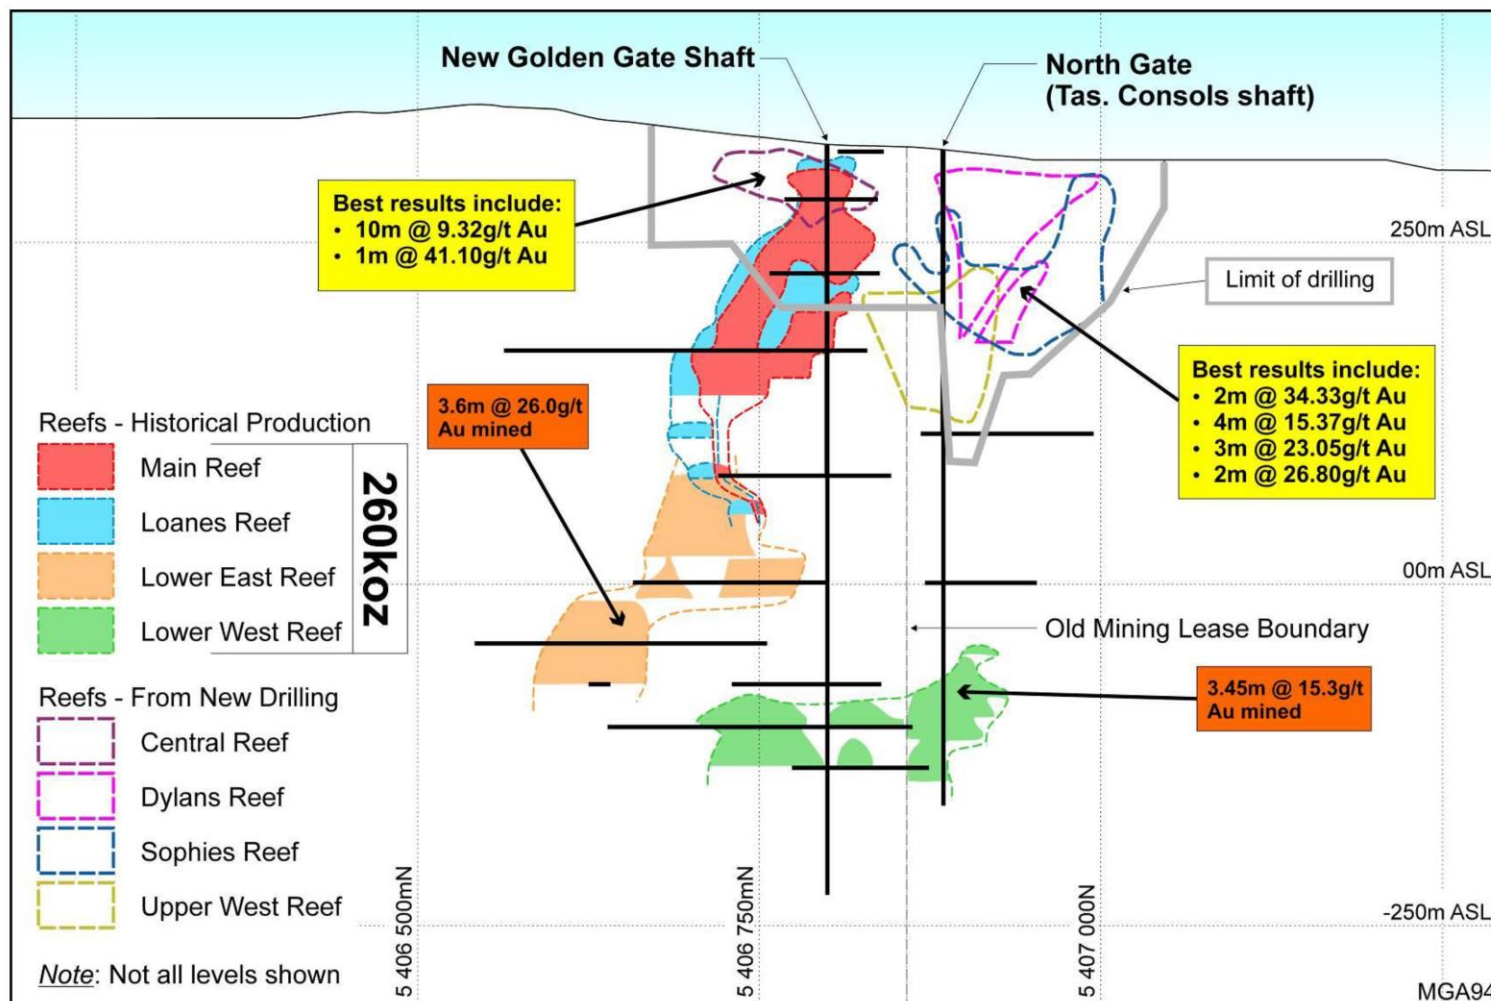 New Golden Gate Shaft
North Gate
(Tas. Consols shaft)
Best results include:
• 10m @ 9.32g/t Au
• 1m @ 41.10g/t Au
250m ASL
Limit of drilling
Best results include:
• 2m @ 34.33g/t Au
• 4m @ 15.37g/t Au
• 3m @ 23.05g/t Au
• 2m @ 26.80g/t Au
3.6m @ 26.0g/t
Au mined
Reefs - Historical Production
Main Reef
Loanes Reef
Lower East Reef
Lower West Reef
260koz
00m ASL
Old Mining Lease Boundary
3.45m @ 15.3g/t
Au mined
Reefs - From New Drilling
Central Reef
Dylans Reef
Sophies Reef
Upper West Reef
Note: Not all levels shown
5 406 500mN
5 406 750mN
5 407 000N
-250m ASL
MGA94